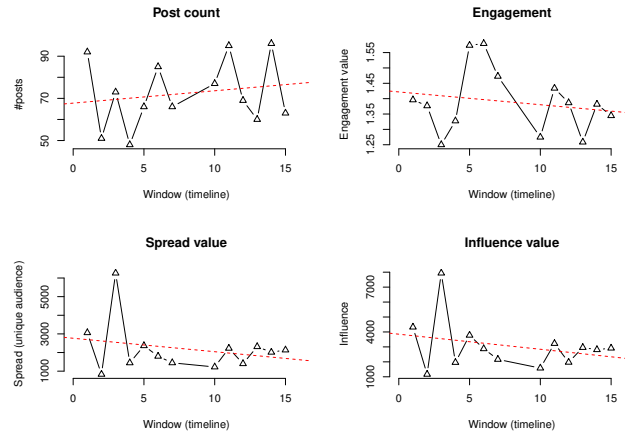 Post count
#posts
90
70
50
0 5 10 15
Window (timeline)
Engagement
Engagement value
1.55
1.45
1.35
1.25
0 5 10 15
Window (timeline)
Spread value
Spread (unique audience)
5000
3000
1000
0 5 10 15
Window (timeline)
Influence value
Influence
7000
4000
1000
0 5 10 15
Window (timeline)